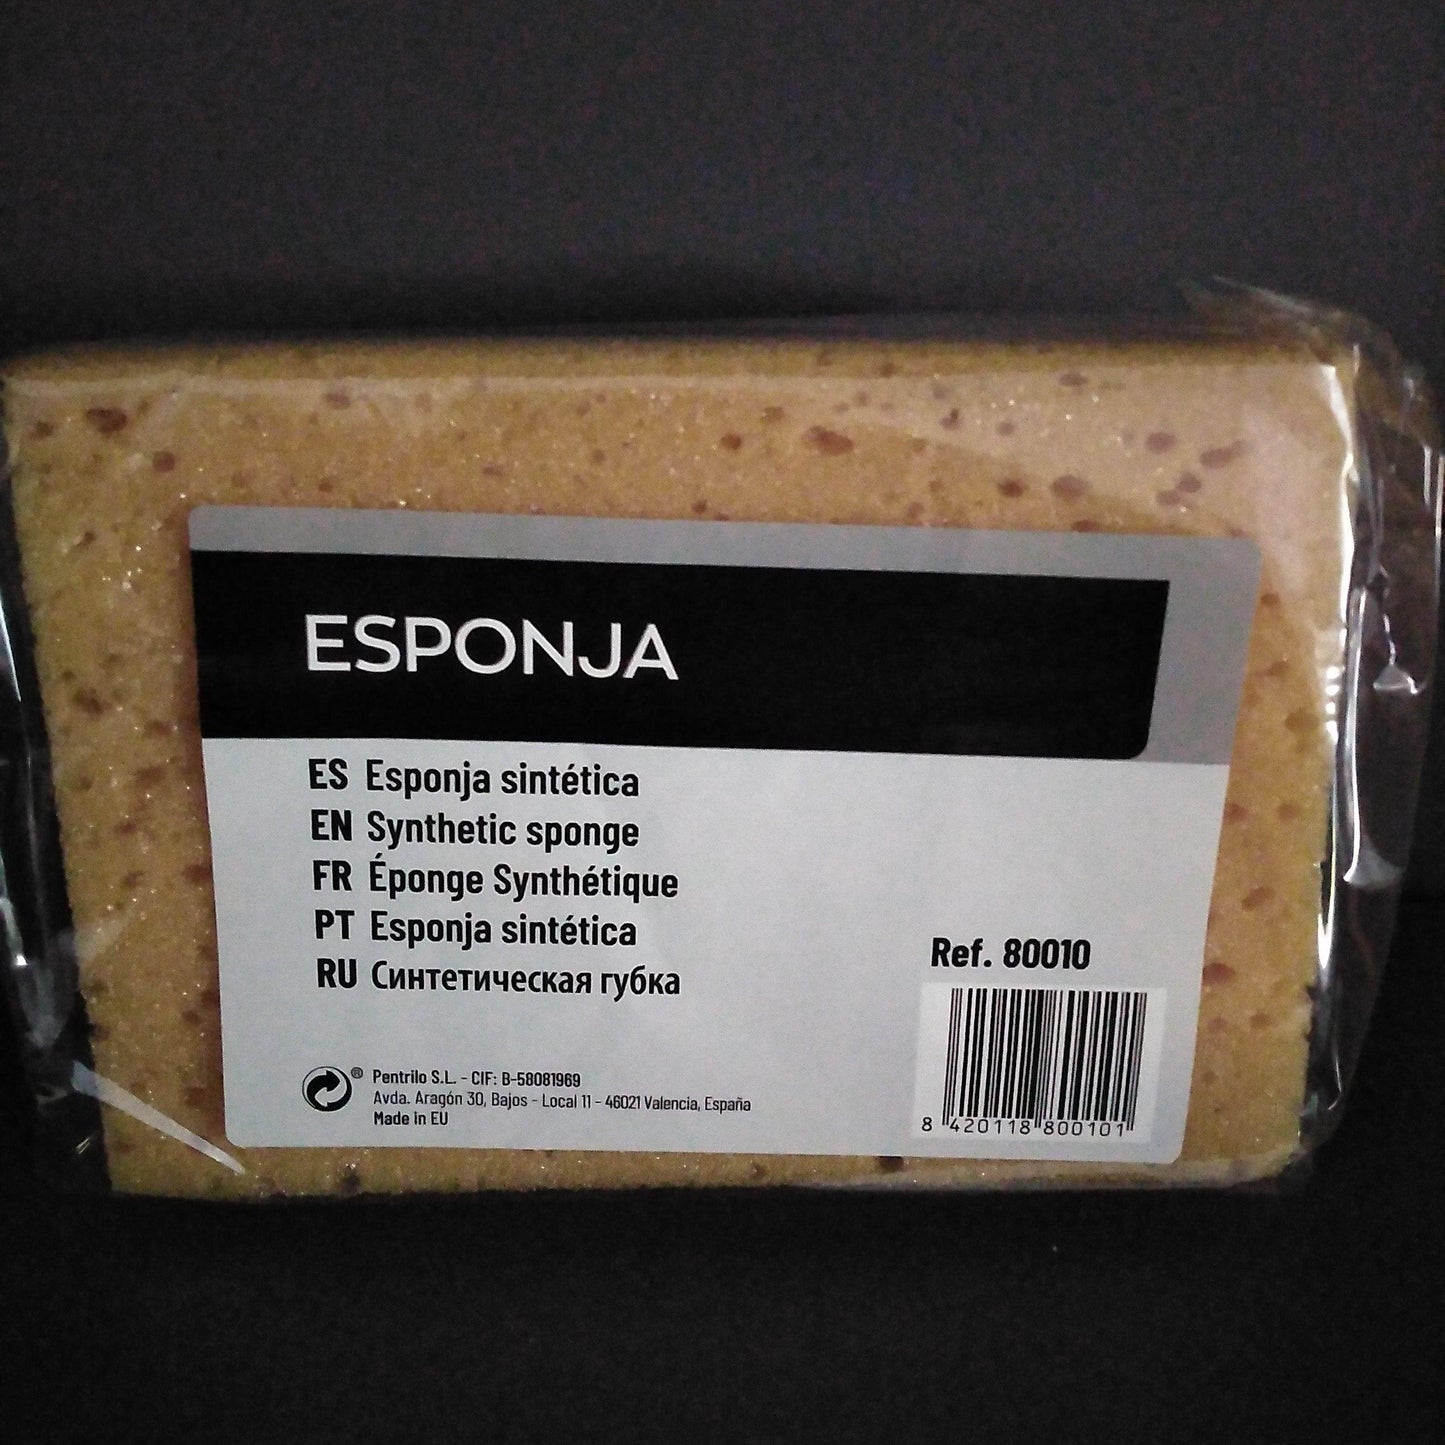 ESPONJA
ES Esponja sintética
EN Synthetic sponge
FR Éponge Synthétique
PT Esponja sintética
RU Синтетическая губка
Ref. 80010
® Pentrilo S.L. - CIF: B-58081969
Avda. Aragón 30, Bajos - Local 11 - 46021 Valencia, España
Made in EU
8 420118 800101